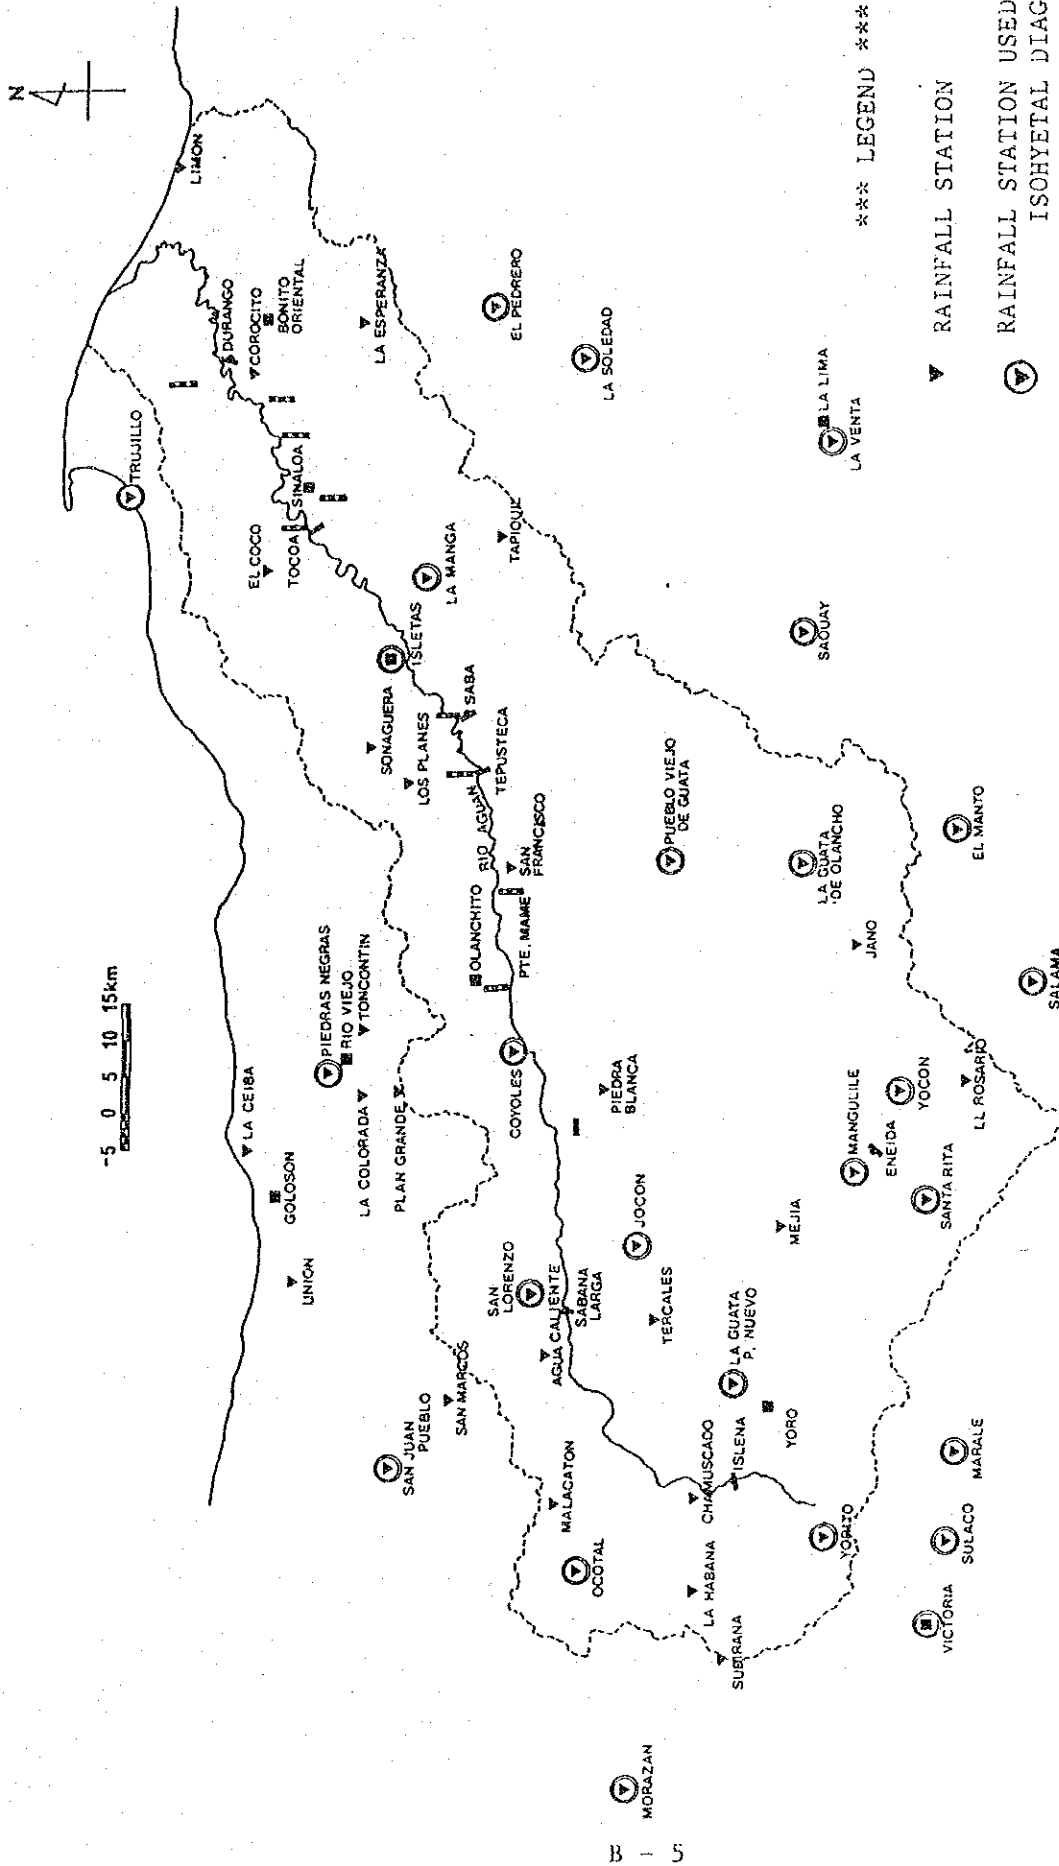 N
-5 0 5 10 15km
LIMON
TRUJILLO
DURANGO
COROCITO
BONITO
ORIENTAL
LA ESPERANZA
EL PEDRERO
LA SOLEDAD
LA LIMA
LA VENTA
SINALOA
TOCOA
EL COCO
LA MANGA
ISLETAS
SONAGUERA
LOS PLANES
SABA
TEPUSTECA
RIO AGUAN
SAN
FRANCISCO
OLANCHITO
PTE. MAME
PUEBLO VIEJO
DE GUATA
LA GUATA
DE OLANCHO
JANO
EL MANTO
SALAMA
PIEDRAS NEGRAS
RIO VIEJO
TONCONTIN
LA CEIBA
LA COLORADA
PLAN GRANDE
GOLOSON
UNION
COYOLES
PIEDRA
BLANCA
JOCON
TERCALES
SAN
LORENZO
AGUA CALIENTE
SABANA
LARGA
MANGULILE
ENEIDA
YOCON
SANTA RITA
MEJIA
LA GUATA
P. NUEVO
YORO
ISLENA
CHAMUSCADO
SAN JUAN
PUEBLO
SAN MARCOS
MALACATON
OCOTAL
LA HABANA
SUBIRANA
YORITO
MARALE
SULACO
VICTORIA
MORAZAN
*** LEGEND ***
RAINFALL STATION
RAINFALL STATION USED
ISOHYETAL DIAG
B - 5